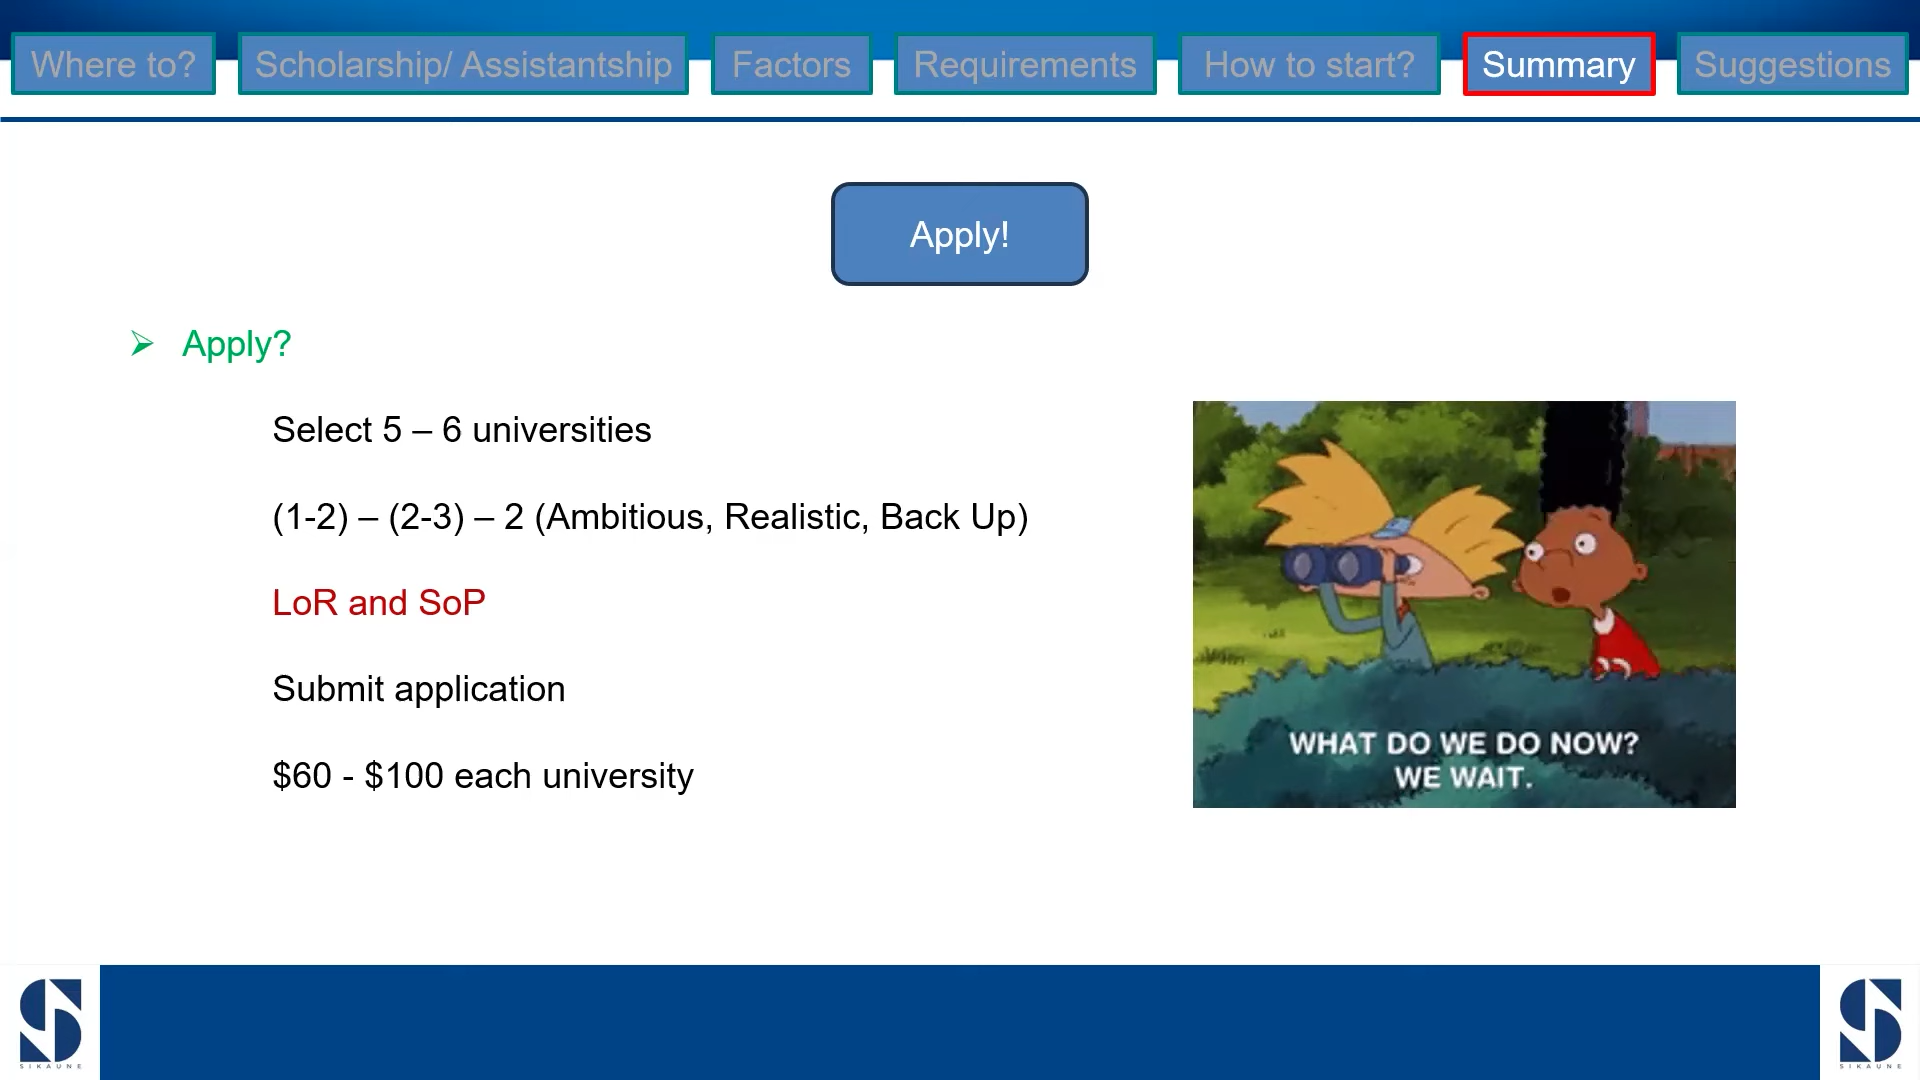 Where to?
Scholarship/ Assistantship
Factors
Requirements
How to start?
Summary
Suggestions
Apply!
Apply?
Select 5 – 6 universities
(1-2) – (2-3) – 2 (Ambitious, Realistic, Back Up)
LoR and SoP
Submit application
$60 - $100 each university
WHAT DO WE DO NOW?
WE WAIT.
SIKAUNE
SIKAUNE